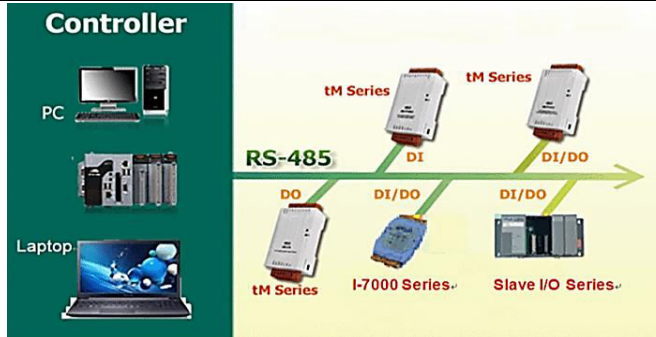 Controller
PC
Laptop
RS-485
tM Series
DI
tM Series
DI/DO
DO
tM Series
DI/DO
I-7000 Series
DI/DO
Slave I/O Series